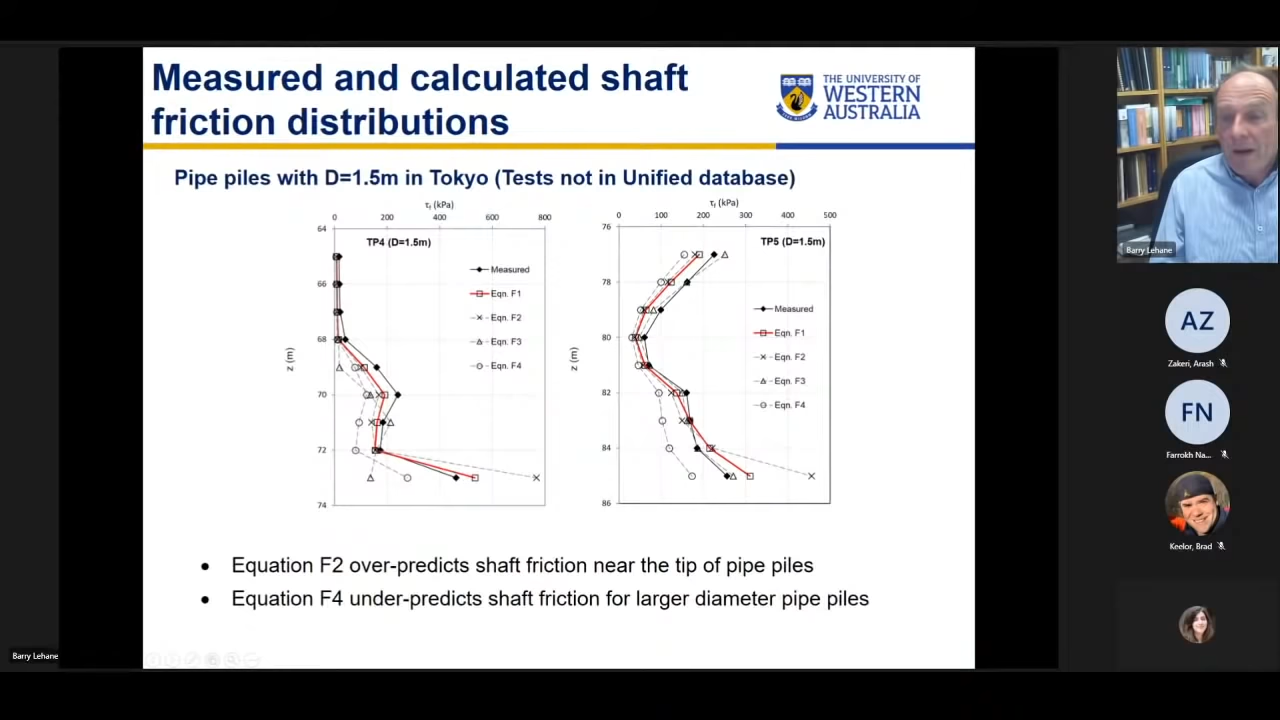 Measured and calculated shaft
friction distributions
THE UNIVERSITY OF
WESTERN
AUSTRALIA
Pipe piles with D=1.5m in Tokyo (Tests not in Unified database)
τf (kPa)
0 200 400 600 800
64
66
68
70
72
74
z (m)
TP4 (D=1.5m)
Measured
Eqn. F1
Eqn. F2
Eqn. F3
Eqn. F4
τf (kPa)
0 100 200 300 400 500
76
78
80
82
84
86
z (m)
TP5 (D=1.5m)
Measured
Eqn. F1
Eqn. F2
Eqn. F3
Eqn. F4
• Equation F2 over-predicts shaft friction near the tip of pipe piles
• Equation F4 under-predicts shaft friction for larger diameter pipe piles
Barry Lehane
Barry Lehane
AZ
Zakeri, Arash
FN
Farrokh Na...
Keelor, Brad